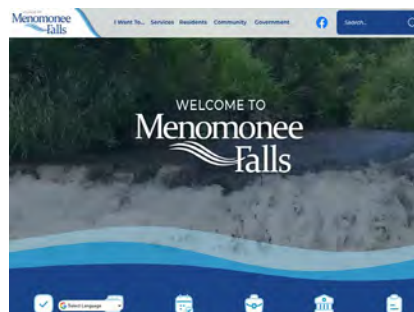 Menomonee
Falls
I Want To... Services Residents Community Government
Search...
WELCOME TO
Menomonee
Falls
Select Language